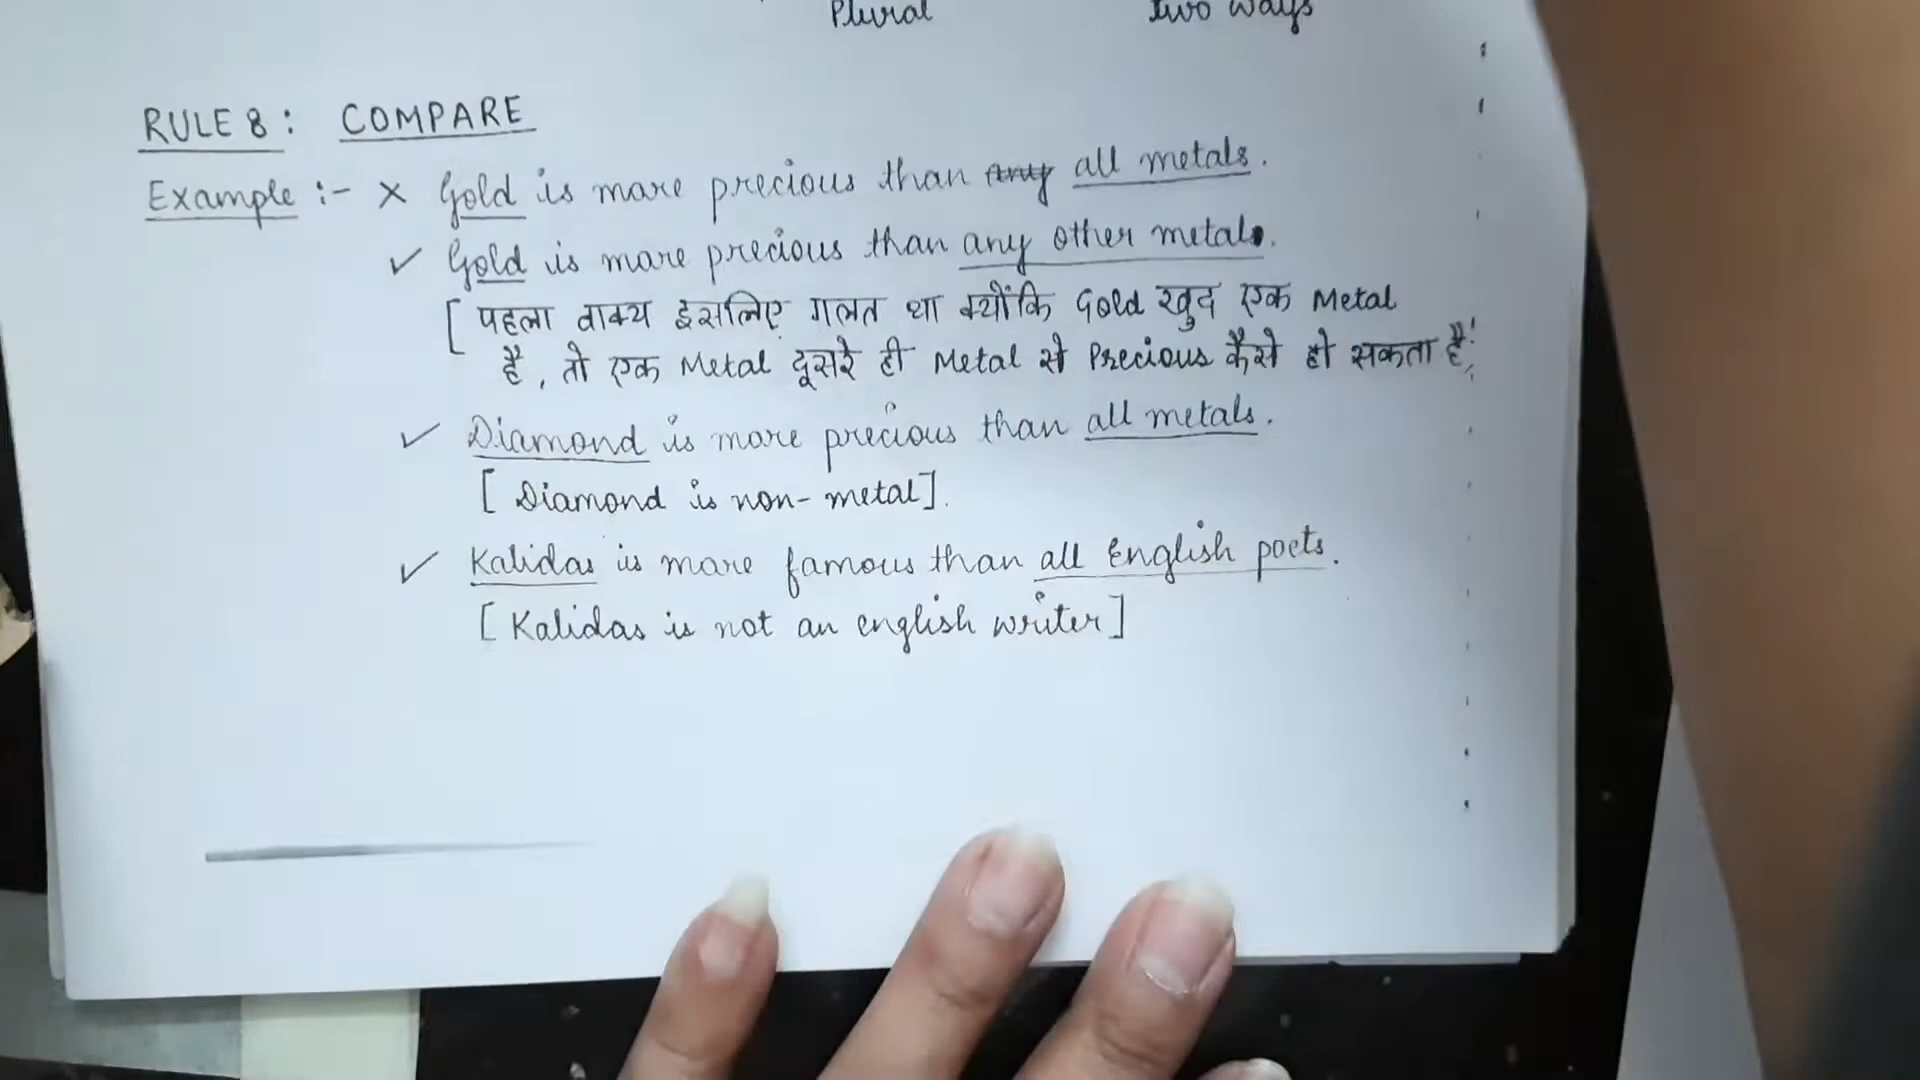 Plural two ways
RULE 8 : COMPARE
Example :- × Gold is more precious than any all metals.
✓ Gold is more precious than any other metal.
[ पहला वाक्य इसलिए गलत था क्योंकि Gold खुद एक Metal
है, तो एक Metal दूसरे ही Metal से Precious कैसे हो सकता है!
✓ Diamond is more precious than all metals.
[ Diamond is non-metal].
✓ Kalidas is more famous than all English poets.
[ Kalidas is not an english writer]